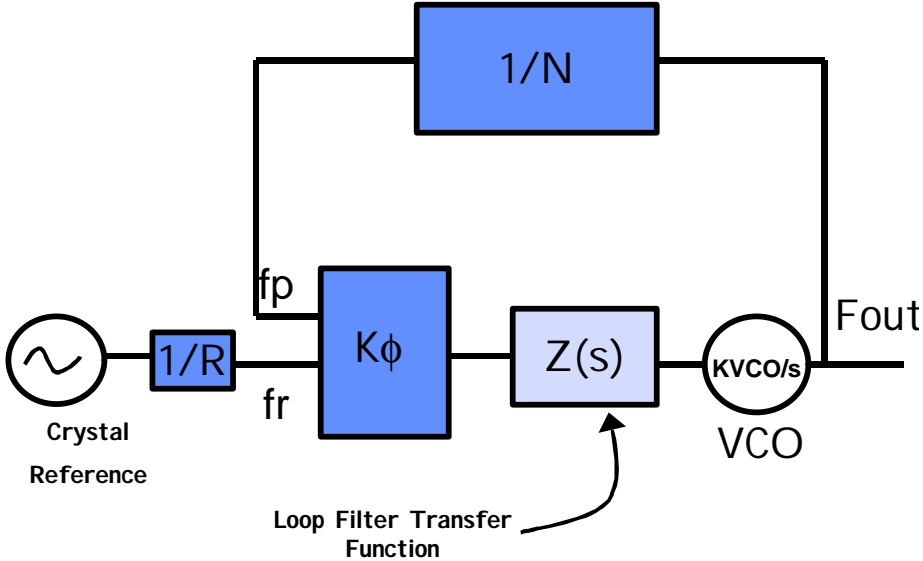 1/N
fp
Fout
1/R
Kϕ
Z(s)
KVCO/s
fr
VCO
Crystal
Reference
Loop Filter Transfer
Function